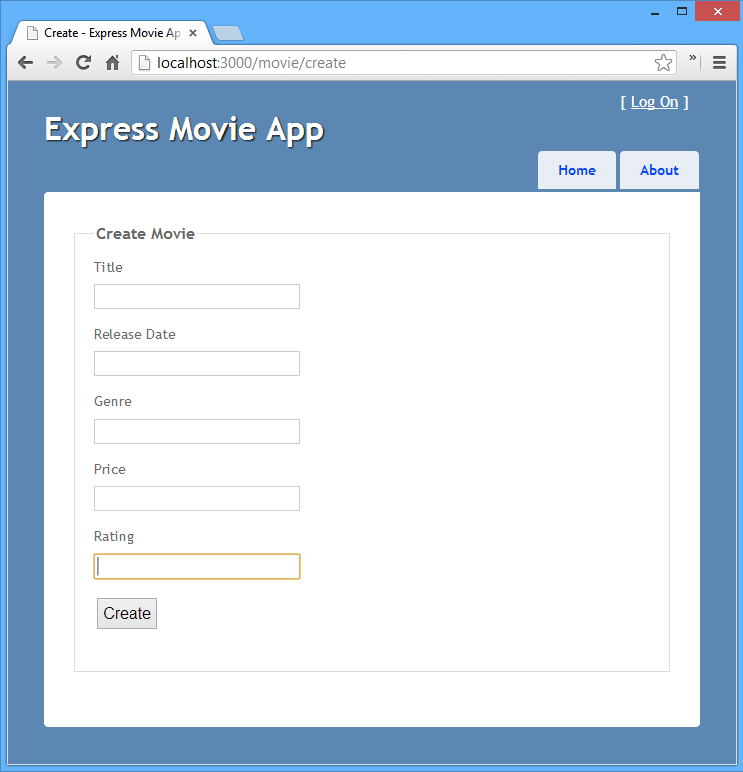 Create - Express Movie Ap
localhost:3000/movie/create
»
[ Log On ]
Express Movie App
Home About
Create Movie
Title
Release Date
Genre
Price
Rating
Create